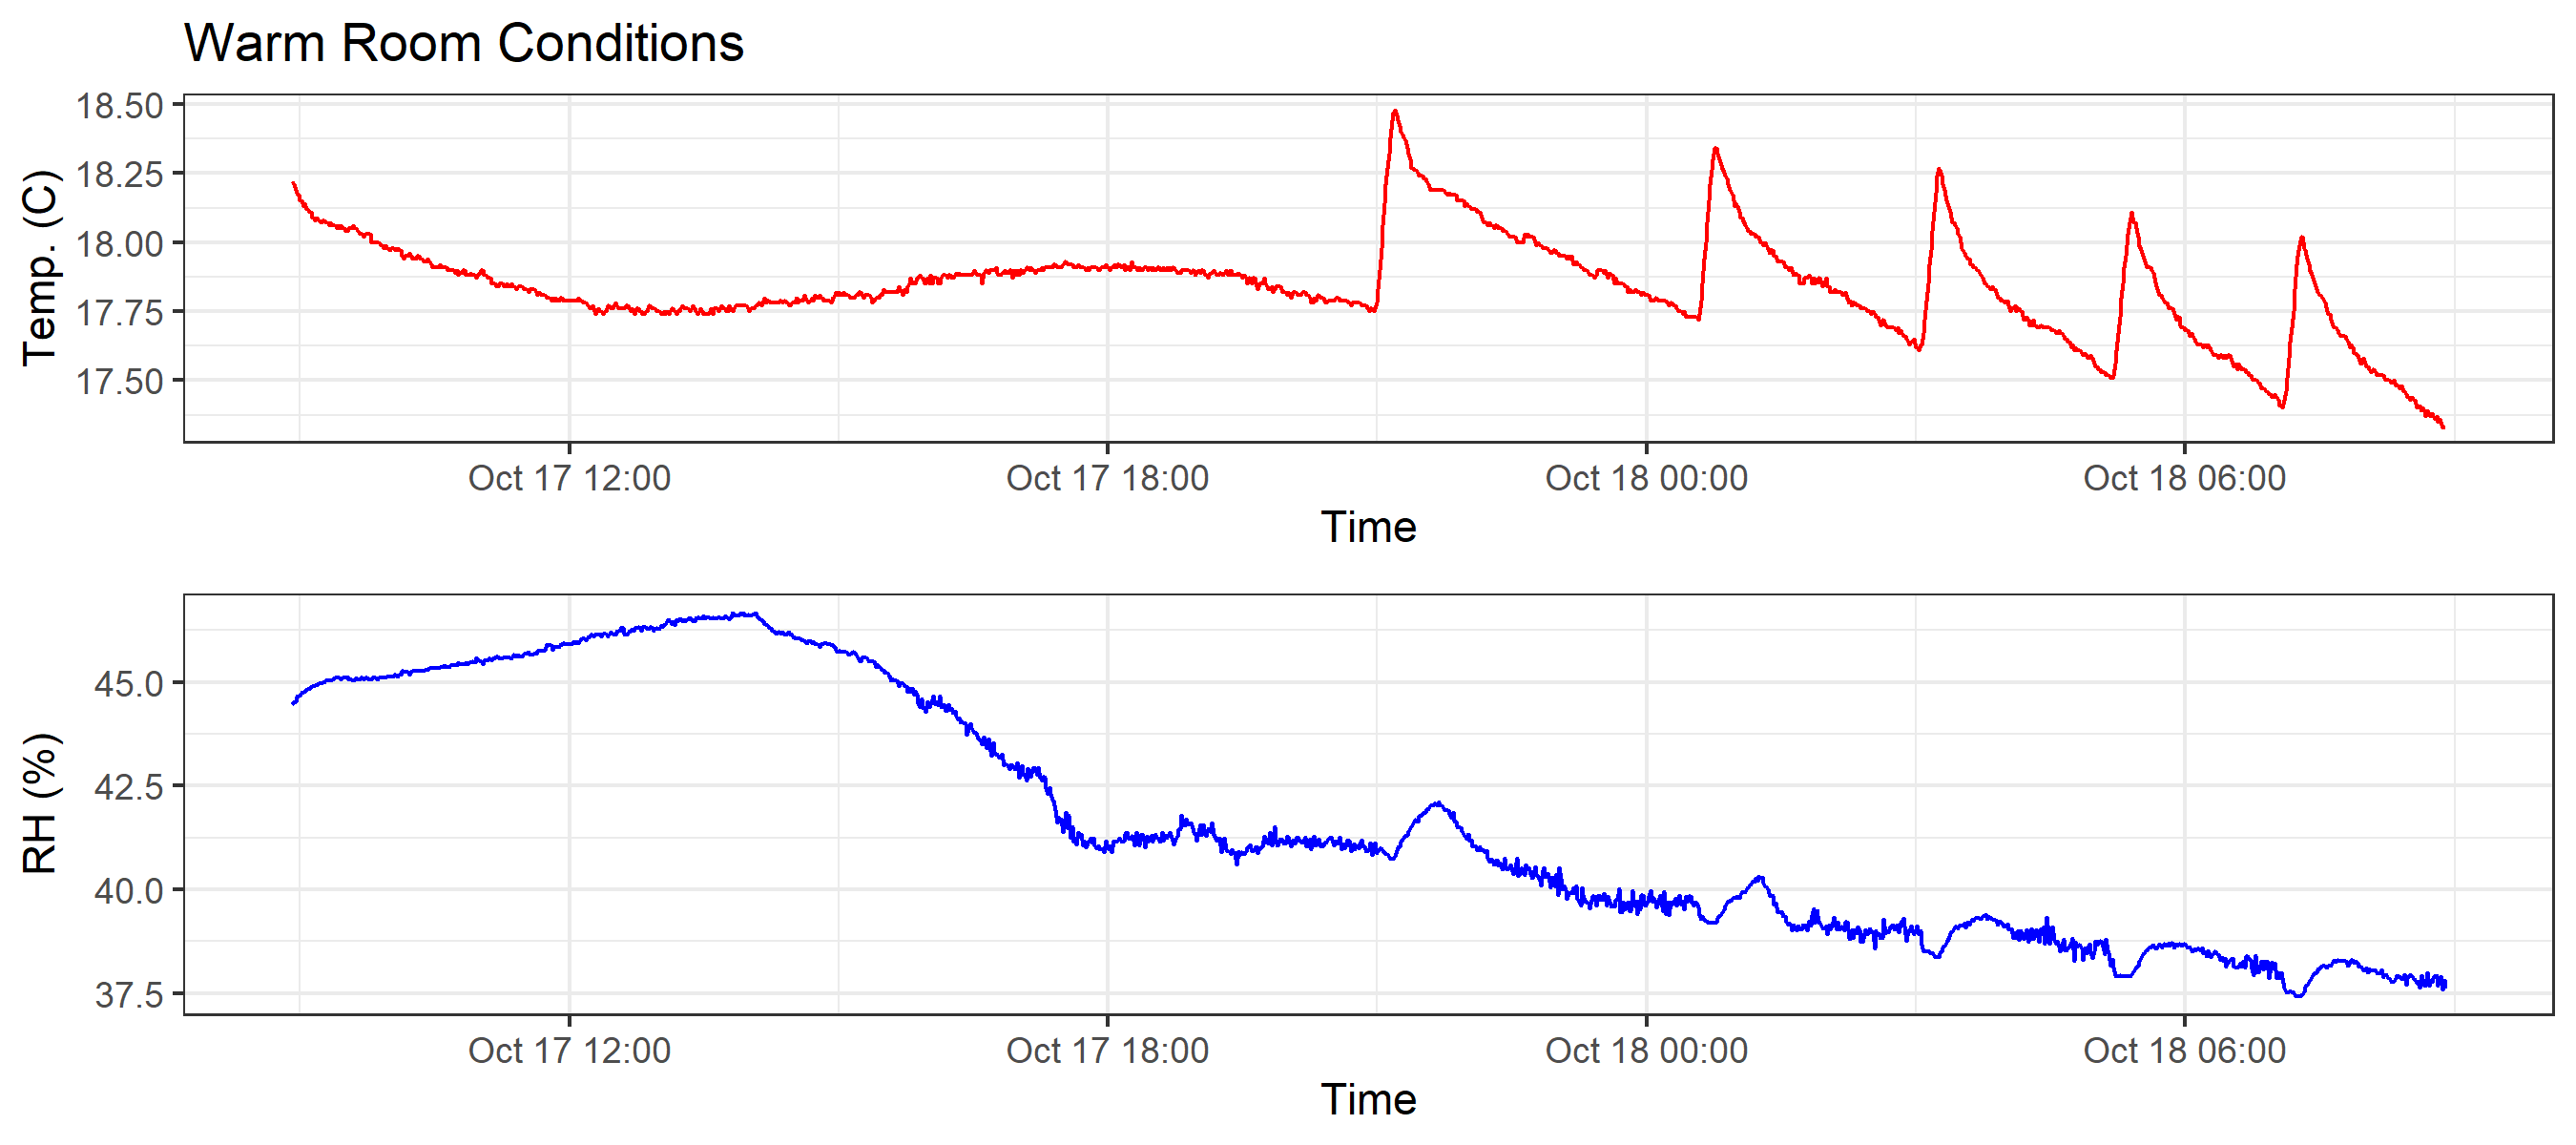 Warm Room Conditions
Temp. (C)
18.50
18.25
18.00
17.75
17.50
Oct 17 12:00 Oct 17 18:00 Oct 18 00:00 Oct 18 06:00
Time
RH (%)
45.0
42.5
40.0
37.5
Oct 17 12:00 Oct 17 18:00 Oct 18 00:00 Oct 18 06:00
Time